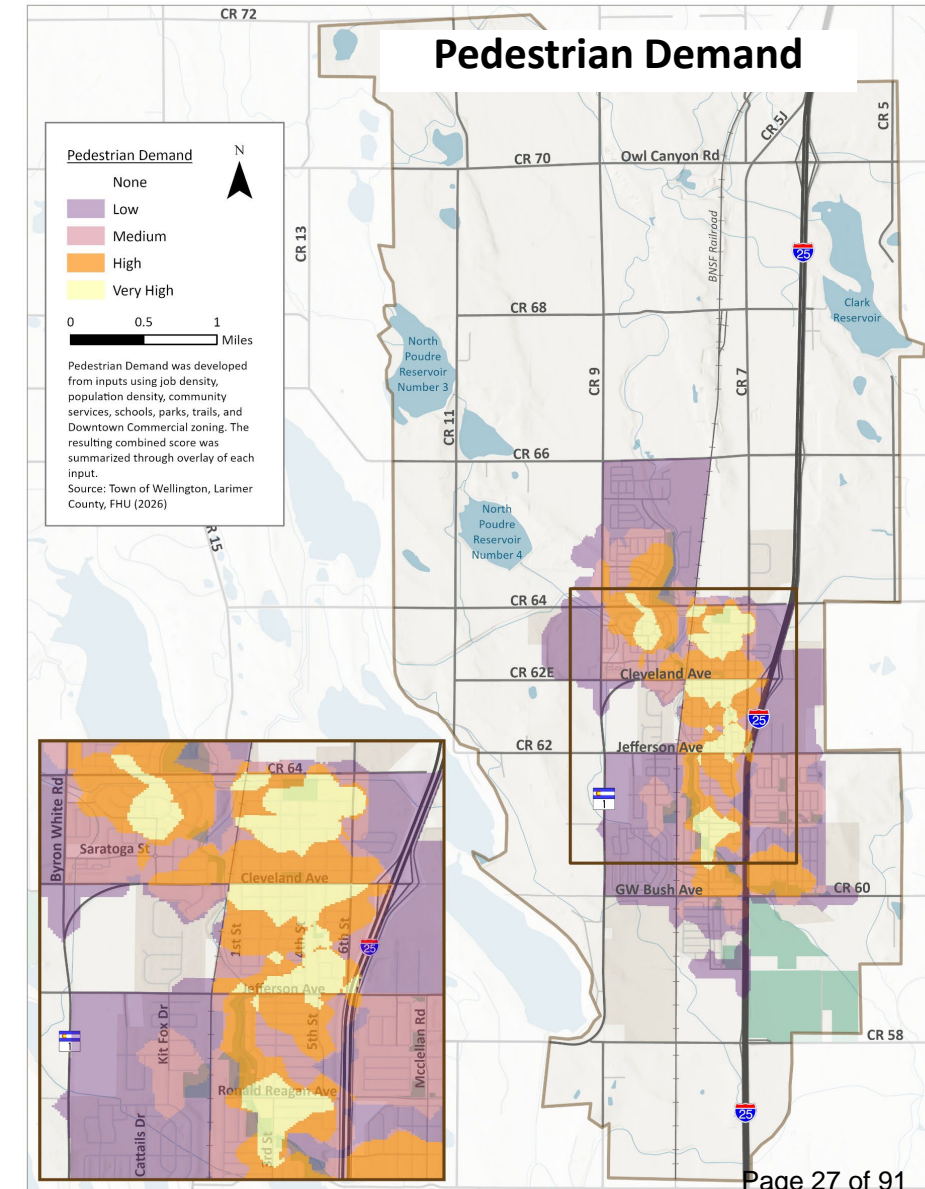 CR 72
Pedestrian Demand
CR 5J
CR 5
Pedestrian Demand
N
None
Low
Medium
High
Very High
0 0.5 1
Miles
Pedestrian Demand was developed
from inputs using job density,
population density, community
services, schools, parks, trails, and
Downtown Commercial zoning. The
resulting combined score was
summarized through overlay of each
input.
Source: Town of Wellington, Larimer
County, FHU (2026)
CR 70
Owl Canyon Rd
CR 13
BNSF Railroad
25
Clark
Reservoir
CR 68
North
Poudre
Reservoir
Number 3
CR 9
CR 7
CR 11
CR 66
North
Poudre
Reservoir
Number 4
R 15
CR 64
CR 62E
Cleveland Ave
25
CR 62
Jefferson Ave
1
GW Bush Ave
CR 60
CR 58
25
CR 64
Byron White Rd
Saratoga St
Cleveland Ave
1st St
4th St
6th St
25
Jefferson Ave
1
Kit Fox Dr
5th St
Mcclellan Rd
Ronald Reagan Ave
Cattails Dr
3rd St
Page 27 of 91